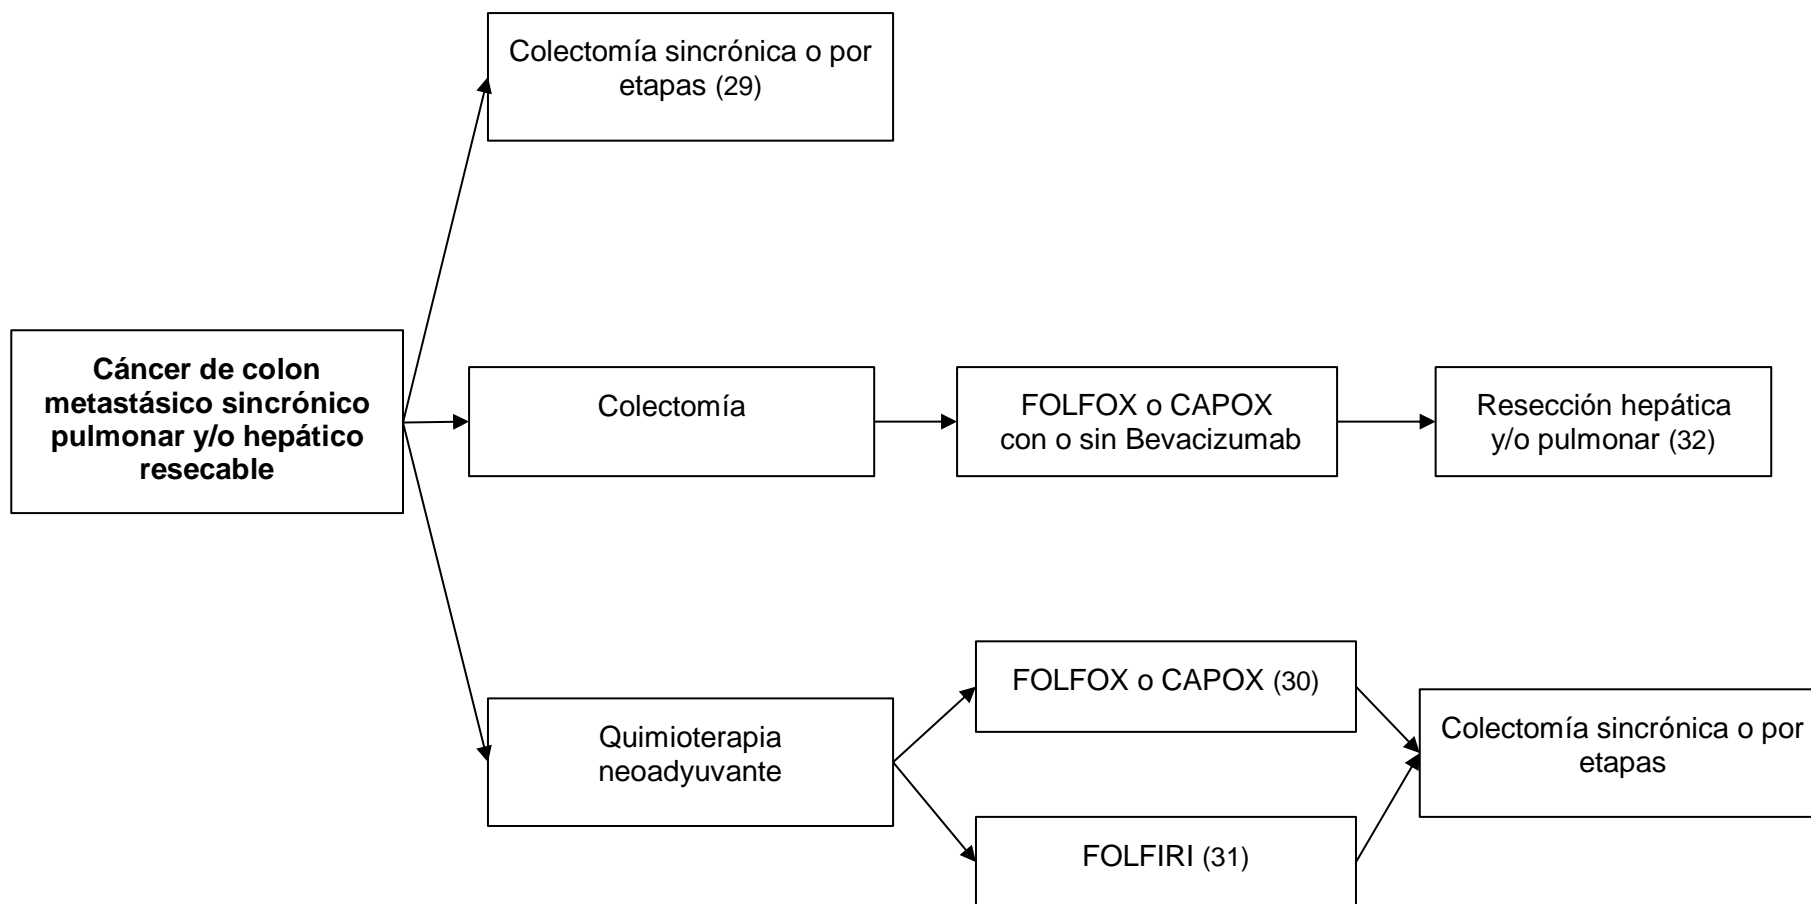 Colectomía sincrónica o por
etapas (29)
Cáncer de colon
metastásico sincrónico
pulmonar y/o hepático
resecable
Colectomía
FOLFOX o CAPOX
con o sin Bevacizumab
Resección hepática
y/o pulmonar (32)
Quimioterapia
neoadyuvante
FOLFOX o CAPOX (30)
FOLFIRI (31)
Colectomía sincrónica o por
etapas